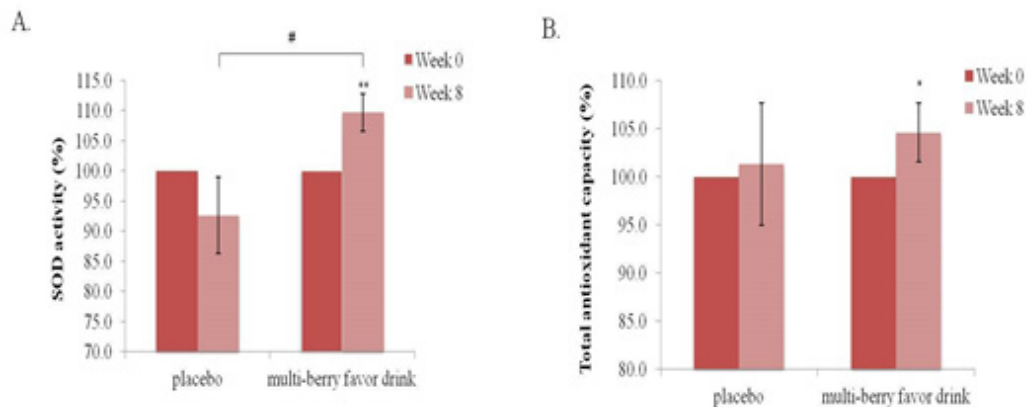 A.
#
Week 0
Week 8
**
115.0
110.0
105.0
100.0
95.0
90.0
85.0
80.0
75.0
70.0
SOD activity (%)
placebo
multi-berry favor drink
B.
Week 0
Week 8
*
110.0
105.0
100.0
95.0
90.0
85.0
80.0
Total antioxidant capacity (%)
placebo
multi-berry favor drink